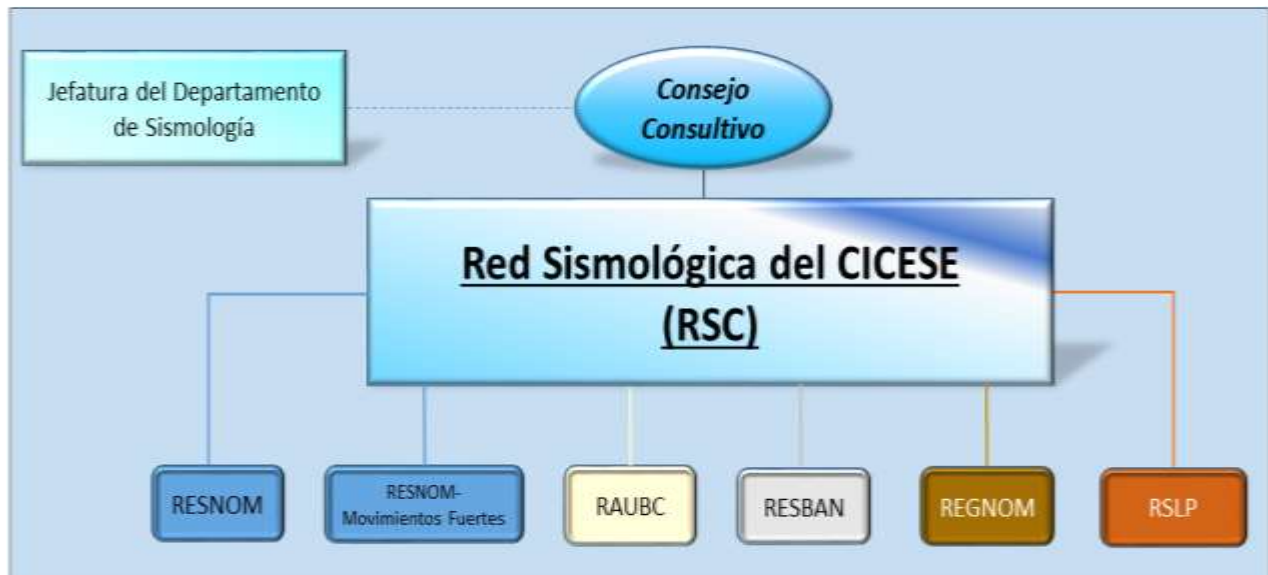 Jefatura del Departamento
de Sismología
Consejo
Consultivo
Red Sismológica del CICESE
(RSC)
RESNOM
RESNOM-
Movimientos Fuertes
RAUBC
RESBAN
REGNOM
RSLP